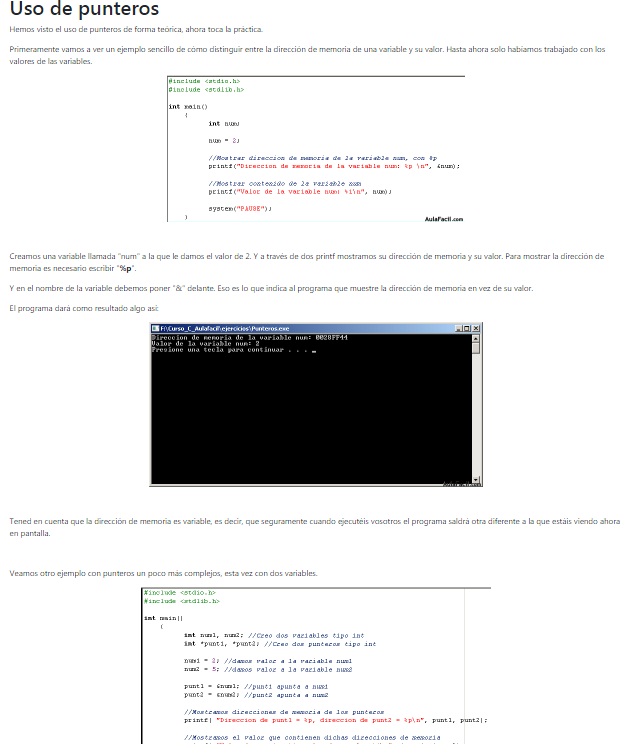 Uso de punteros
Hemos visto el uso de punteros de forma teórica, ahora toca la práctica.
Primeramente vamos a ver un ejemplo sencillo de cómo distinguir entre la dirección de memoria de una variable y su valor. Hasta ahora solo habíamos trabajado con los
valores de las variables.
#include <stdio.h>
#include <stdlib.h>
int main()
{
int num;
num = 2;
//Mostrar direccion de memoria de la variable num, con %p
printf("Direccion de memoria de la variable num: %p \n", &num);
//Mostrar contenido de la variable num
printf("Valor de la variable num: %i\n", num);
system("PAUSE");
}
AulaFacil.com
Creamos una variable llamada "num" a la que le damos el valor de 2. Y a través de dos printf mostramos su dirección de memoria y su valor. Para mostrar la dirección de
memoria es necesario escribir "%p".
Y en el nombre de la variable debemos poner "&" delante. Eso es lo que indica al programa que muestre la dirección de memoria en vez de su valor.
El programa dará como resultado algo así:
F:\Curso_C_Aulafacil\ejercicios\Punteros.exe
Direccion de memoria de la variable num: 0028FF44
Valor de la variable num: 2
Presione una tecla para continuar . . . _
Tened en cuenta que la dirección de memoria es variable, es decir, que seguramente cuando ejecutéis vosotros el programa saldrá otra diferente a la que estáis viendo ahora
en pantalla.
Veamos otro ejemplo con punteros un poco más complejos, esta vez con dos variables.
#include <stdio.h>
#include <stdlib.h>
int main()
{
int num1, num2; //Creo dos variables tipo int
int *punt1, *punt2; //Creo dos punteros tipo int
num1 = 2; //damos valor a la variable num1
num2 = 5; //damos valor a la variable num2
punt1 = &num1; //punt1 apunta a num1
punt2 = &num2; //punt2 apunta a num2
//Mostramos direcciones de memoria de los punteros
printf( "Direccion de punt1 = %p, direccion de punt2 = %p\n", punt1, punt2);
//Mostramos el valor que contienen dichas direcciones de memoria